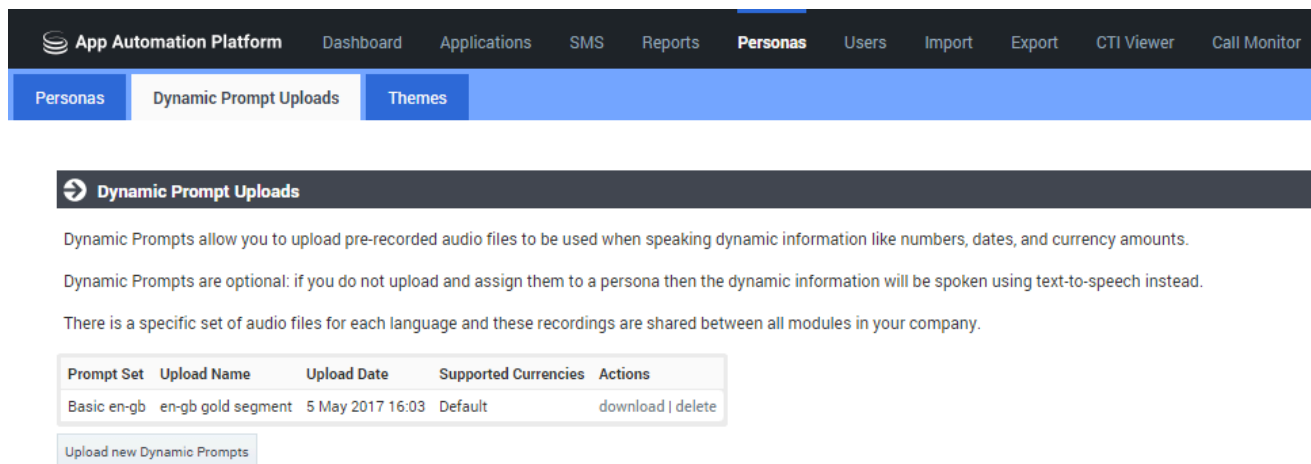 App Automation Platform Dashboard Applications SMS Reports Personas Users Import Export CTI Viewer Call Monitor
Personas Dynamic Prompt Uploads Themes
Dynamic Prompt Uploads
Dynamic Prompts allow you to upload pre-recorded audio files to be used when speaking dynamic information like numbers, dates, and currency amounts.
Dynamic Prompts are optional: if you do not upload and assign them to a persona then the dynamic information will be spoken using text-to-speech instead.
There is a specific set of audio files for each language and these recordings are shared between all modules in your company.
Prompt Set Upload Name Upload Date Supported Currencies Actions
Basic en-gb en-gb gold segment 5 May 2017 16:03 Default download | delete
Upload new Dynamic Prompts